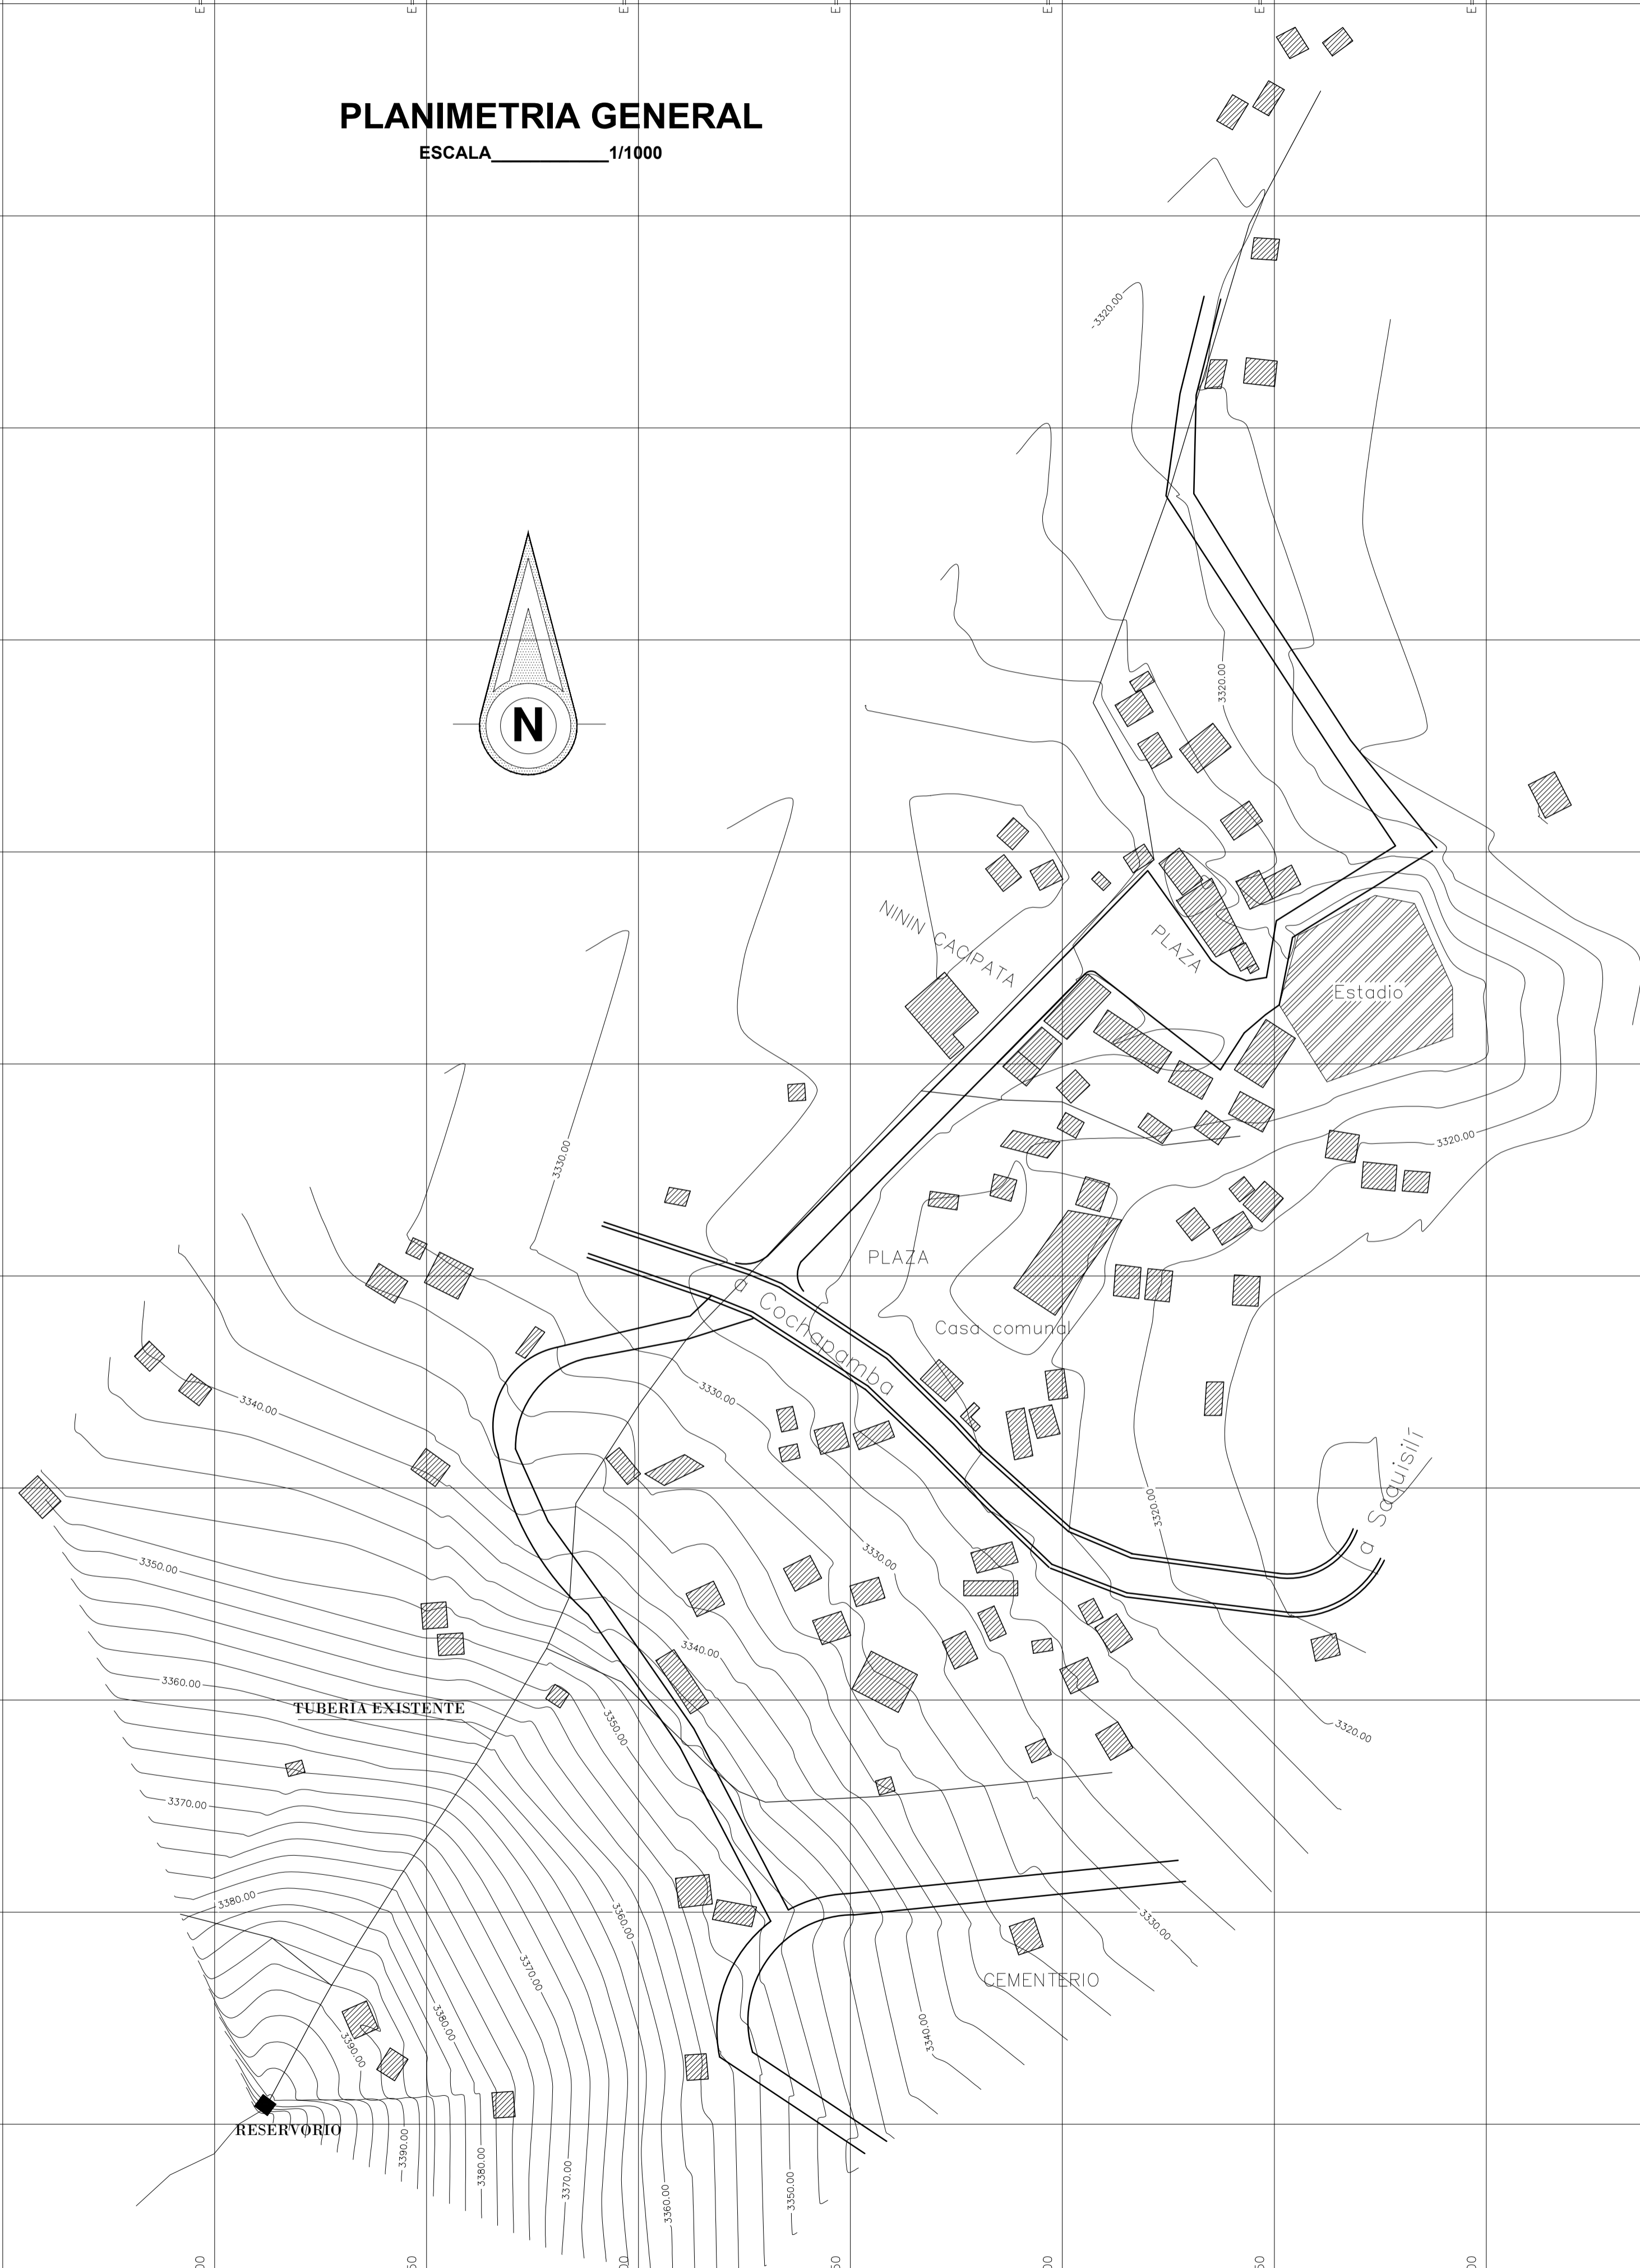 PLANIMETRIA GENERAL
ESCALA____________1/1000
3320.00
N
3320.00
NININ CACIPATA
PLAZA
Estadio
3330.00
3320.00
PLAZA
Cochapamba
Casa comunal
3330.00
3340.00
a Saquisilí
3320.00
3350.00
3330.00
3340.00
3360.00
TUBERIA EXISTENTE
3350.00
3320.00
3370.00
3380.00
3360.00
3330.00
3370.00
CEMENTERIO
3380.00
3340.00
3390.00
RESERVORIO
3390.00
3380.00
3370.00
3360.00
3350.00